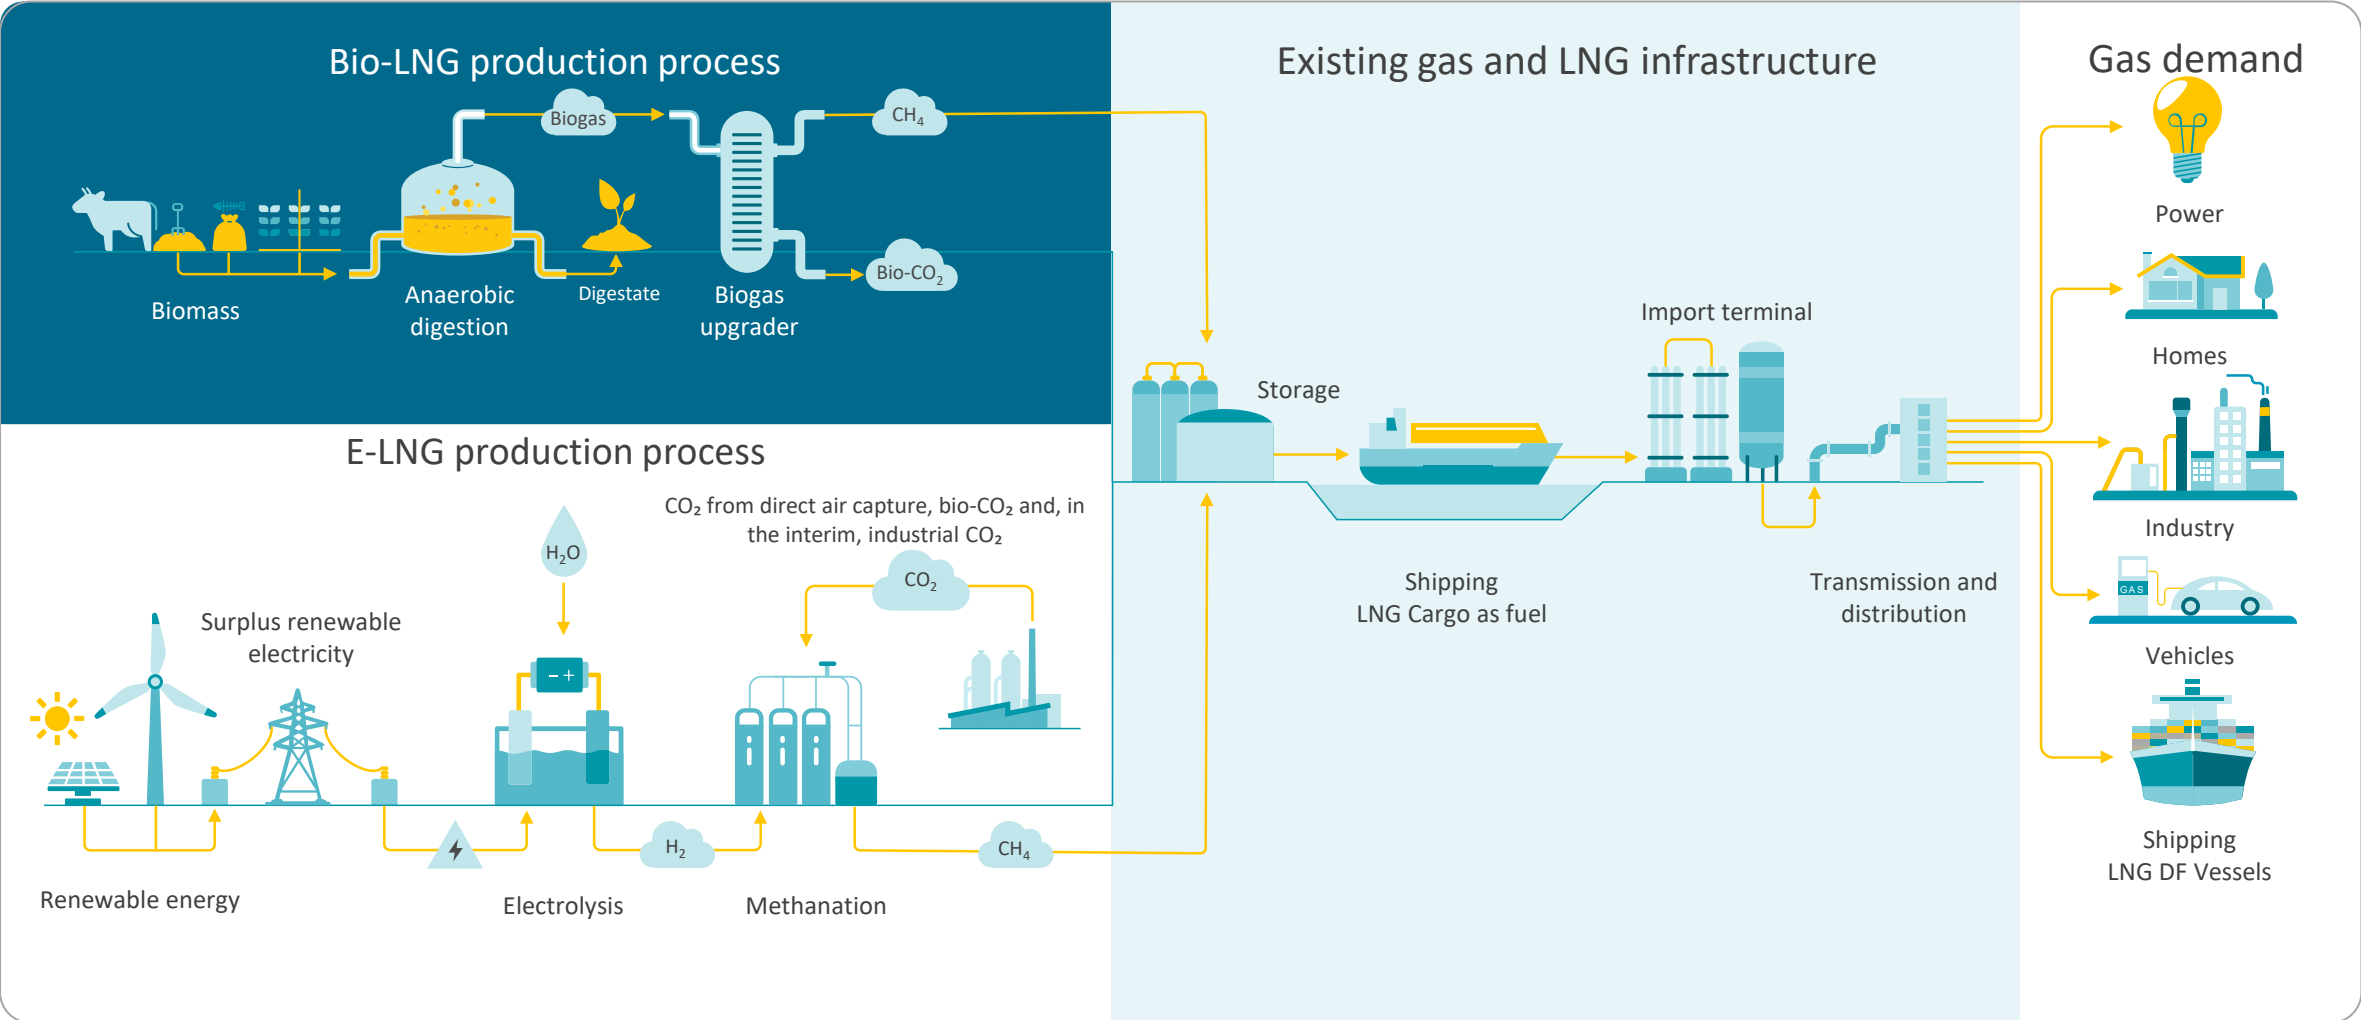 Bio-LNG production process
Biogas
CH₄
Bio-CO₂
Biomass
Anaerobic
digestion
Digestate
Biogas
upgrader
E-LNG production process
CO₂ from direct air capture, bio-CO₂ and, in
the interim, industrial CO₂
H₂O
CO₂
Surplus renewable
electricity
- +
H₂
CH₄
Renewable energy
Electrolysis
Methanation
Existing gas and LNG infrastructure
Storage
Import terminal
Shipping
LNG Cargo as fuel
Transmission and
distribution
Gas demand
Power
Homes
Industry
GAS
Vehicles
Shipping
LNG DF Vessels